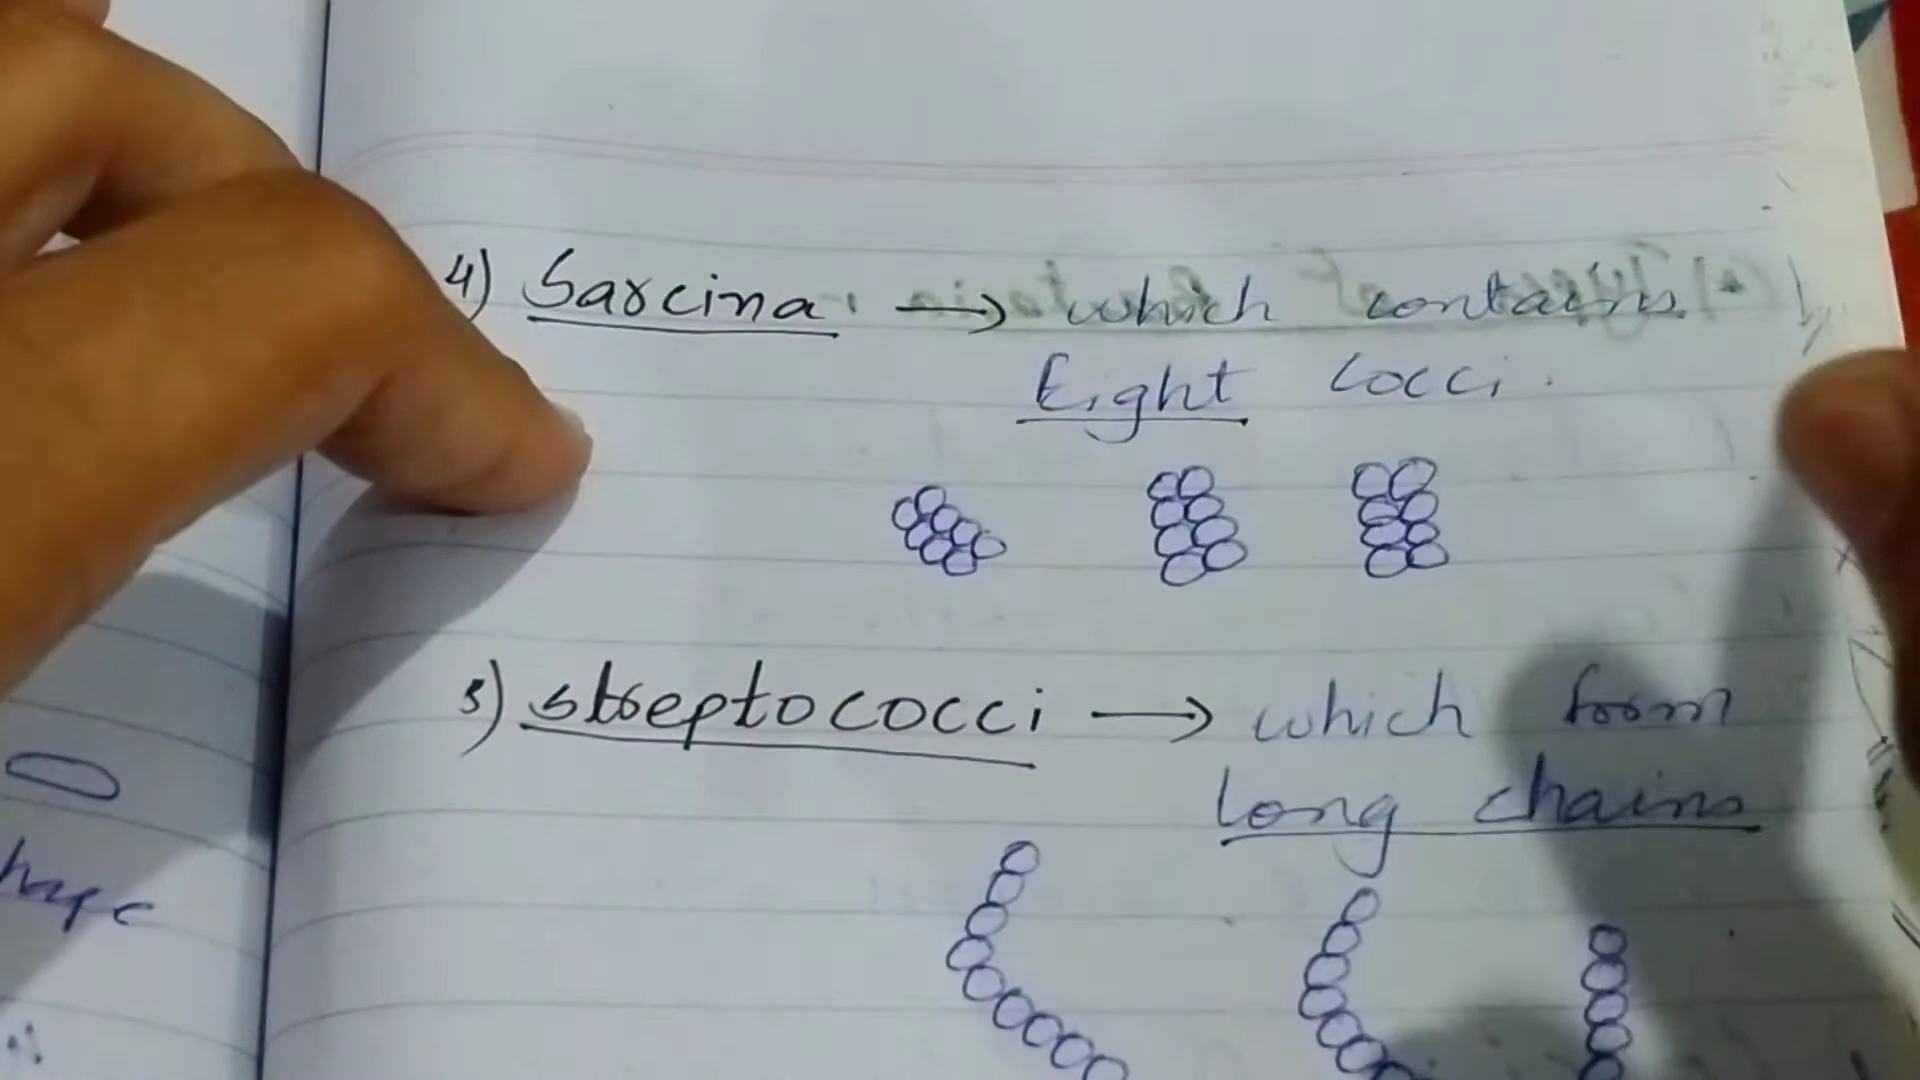 4) Sarcina → which contains
Eight cocci.
5) streptococci → which form
long chains